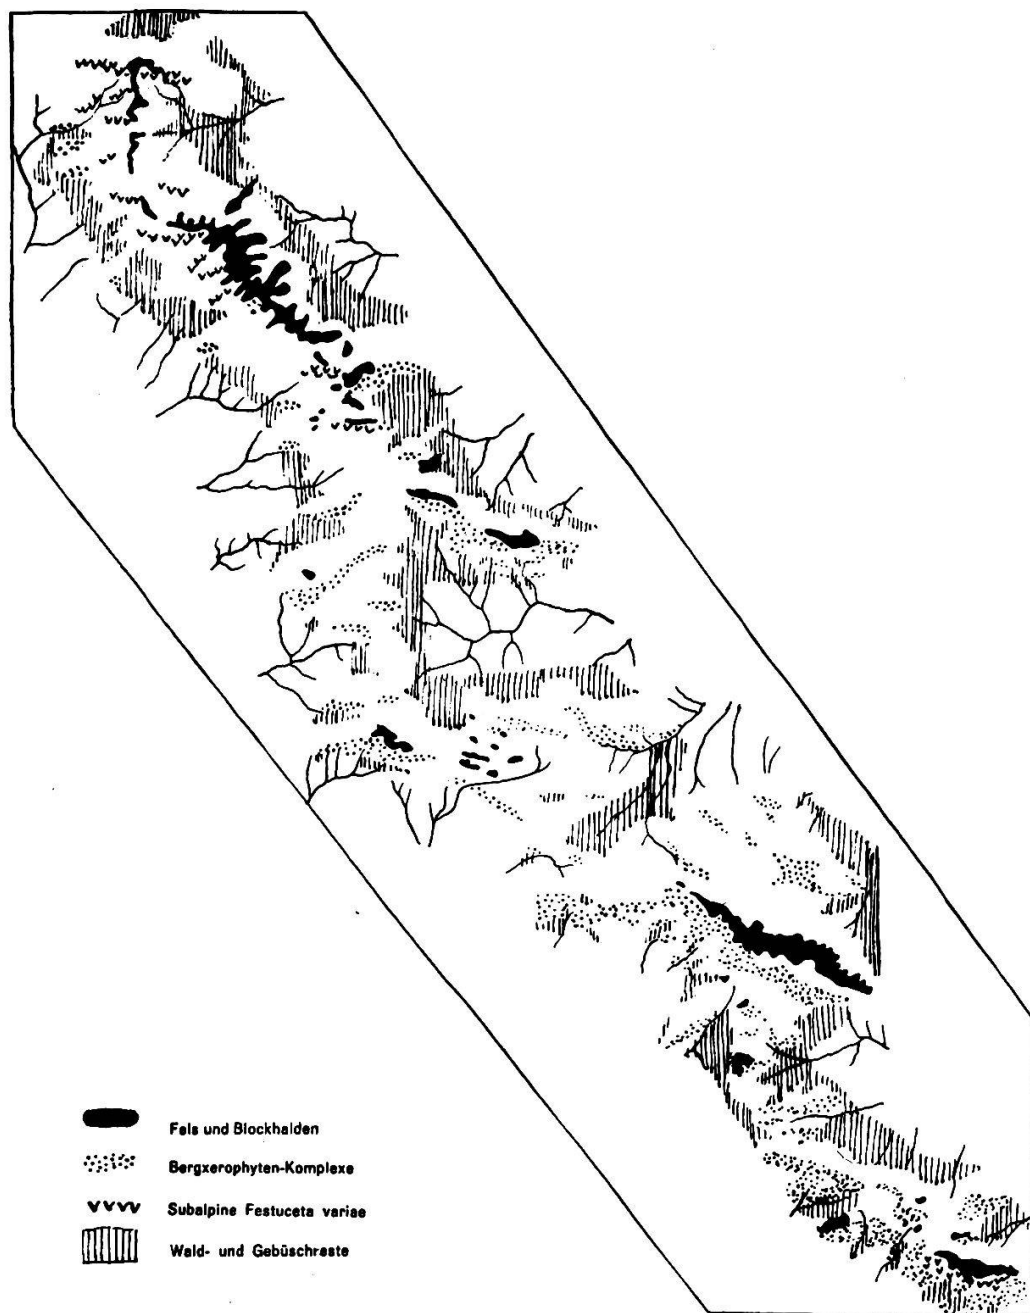 Fels und Blockhalden
Bergxerophyten-Komplexe
Subalpine Festuceta variae
Wald- und Gebüschreste